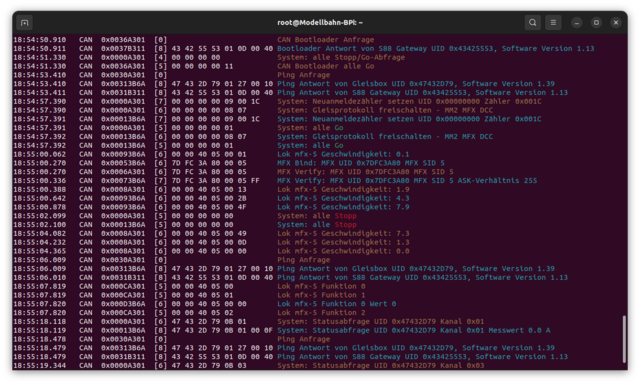 root@Modellbahn-BPI: ~
18:54:50.910 CAN 0x0036A301 [0] CAN Bootloader Anfrage
18:54:50.911 CAN 0x0037B311 [8] 43 42 55 53 01 0D 00 40 Bootloader Antwort von S88 Gateway UID 0x43425553, Software Version 1.13
18:54:51.330 CAN 0x0000A301 [4] 00 00 00 00 System: alle Stopp/Go-Abfrage
18:54:51.330 CAN 0x0036A301 [5] 00 00 00 00 11 CAN Bootloader alle Go
18:54:53.410 CAN 0x0030A301 [0] Ping Anfrage
18:54:53.410 CAN 0x00313B6A [8] 47 43 2D 79 01 27 00 10 Ping Antwort von Gleisbox UID 0x47432D79, Software Version 1.39
18:54:53.411 CAN 0x0031B311 [8] 43 42 55 53 01 0D 00 40 Ping Antwort von S88 Gateway UID 0x43425553, Software Version 1.13
18:54:57.390 CAN 0x0000A301 [7] 00 00 00 00 09 00 1C System: Neuanmeldezähler setzen UID 0x00000000 Zähler 0x001C
18:54:57.390 CAN 0x0000A301 [6] 00 00 00 00 08 07 System: Gleisprotokoll freischalten - MM2 MFX DCC
18:54:57.391 CAN 0x00013B6A [7] 00 00 00 00 09 00 1C System: Neuanmeldezähler setzen UID 0x00000000 Zähler 0x001C
18:54:57.391 CAN 0x0000A301 [5] 00 00 00 00 01 System: alle Go
18:54:57.392 CAN 0x00013B6A [6] 00 00 00 00 08 07 System: Gleisprotokoll freischalten - MM2 MFX DCC
18:54:57.392 CAN 0x00013B6A [5] 00 00 00 00 01 System: alle Go
18:55:00.062 CAN 0x00093B6A [6] 00 00 40 05 00 01 Lok mfx-5 Geschwindigkeit: 0.1
18:55:00.270 CAN 0x00053B6A [6] 7D FC 3A 80 00 05 MFX Bind: MFX UID 0x7DFC3A80 MFX SID 5
18:55:00.270 CAN 0x0006A301 [6] 7D FC 3A 80 00 05 MFX Verify: MFX UID 0x7DFC3A80 MFX SID 5
18:55:00.336 CAN 0x00073B6A [7] 7D FC 3A 80 00 05 FF MFX Verify: MFX UID 0x7DFC3A80 MFX SID 5 ASK-Verhältnis 255
18:55:00.388 CAN 0x0008A301 [6] 00 00 40 05 00 13 Lok mfx-5 Geschwindigkeit: 1.9
18:55:00.642 CAN 0x00093B6A [6] 00 00 40 05 00 2B Lok mfx-5 Geschwindigkeit: 4.3
18:55:00.878 CAN 0x00093B6A [6] 00 00 40 05 00 4F Lok mfx-5 Geschwindigkeit: 7.9
18:55:02.099 CAN 0x0000A301 [5] 00 00 00 00 00 System: alle Stopp
18:55:02.100 CAN 0x00013B6A [5] 00 00 00 00 00 System: alle Stopp
18:55:04.082 CAN 0x0008A301 [6] 00 00 40 05 00 49 Lok mfx-5 Geschwindigkeit: 7.3
18:55:04.232 CAN 0x0008A301 [6] 00 00 40 05 00 0D Lok mfx-5 Geschwindigkeit: 1.3
18:55:04.365 CAN 0x0008A301 [6] 00 00 40 05 00 00 Lok mfx-5 Geschwindigkeit: 0.0
18:55:06.009 CAN 0x0030A301 [0] Ping Anfrage
18:55:06.009 CAN 0x00313B6A [8] 47 43 2D 79 01 27 00 10 Ping Antwort von Gleisbox UID 0x47432D79, Software Version 1.39
18:55:06.010 CAN 0x0031B311 [8] 43 42 55 53 01 0D 00 40 Ping Antwort von S88 Gateway UID 0x43425553, Software Version 1.13
18:55:07.819 CAN 0x000CA301 [5] 00 00 40 05 00 Lok mfx-5 Funktion 0
18:55:07.819 CAN 0x000CA301 [5] 00 00 40 05 01 Lok mfx-5 Funktion 1
18:55:07.820 CAN 0x000D3B6A [6] 00 00 40 05 00 00 Lok mfx-5 Funktion 0 Wert 0
18:55:07.820 CAN 0x000CA301 [5] 00 00 40 05 02 Lok mfx-5 Funktion 2
18:55:18.118 CAN 0x0000A301 [6] 47 43 2D 79 0B 01 System: Statusabfrage UID 0x47432D79 Kanal 0x01
18:55:18.119 CAN 0x00013B6A [8] 47 43 2D 79 0B 01 00 0F System: Statusabfrage UID 0x47432D79 Kanal 0x01 Messwert 0.0 A
18:55:18.478 CAN 0x0030A301 [0] Ping Anfrage
18:55:18.479 CAN 0x00313B6A [8] 47 43 2D 79 01 27 00 10 Ping Antwort von Gleisbox UID 0x47432D79, Software Version 1.39
18:55:18.479 CAN 0x0031B311 [8] 43 42 55 53 01 0D 00 40 Ping Antwort von S88 Gateway UID 0x43425553, Software Version 1.13
18:55:19.344 CAN 0x0000A301 [6] 47 43 2D 79 0B 03 System: Statusabfrage UID 0x47432D79 Kanal 0x03